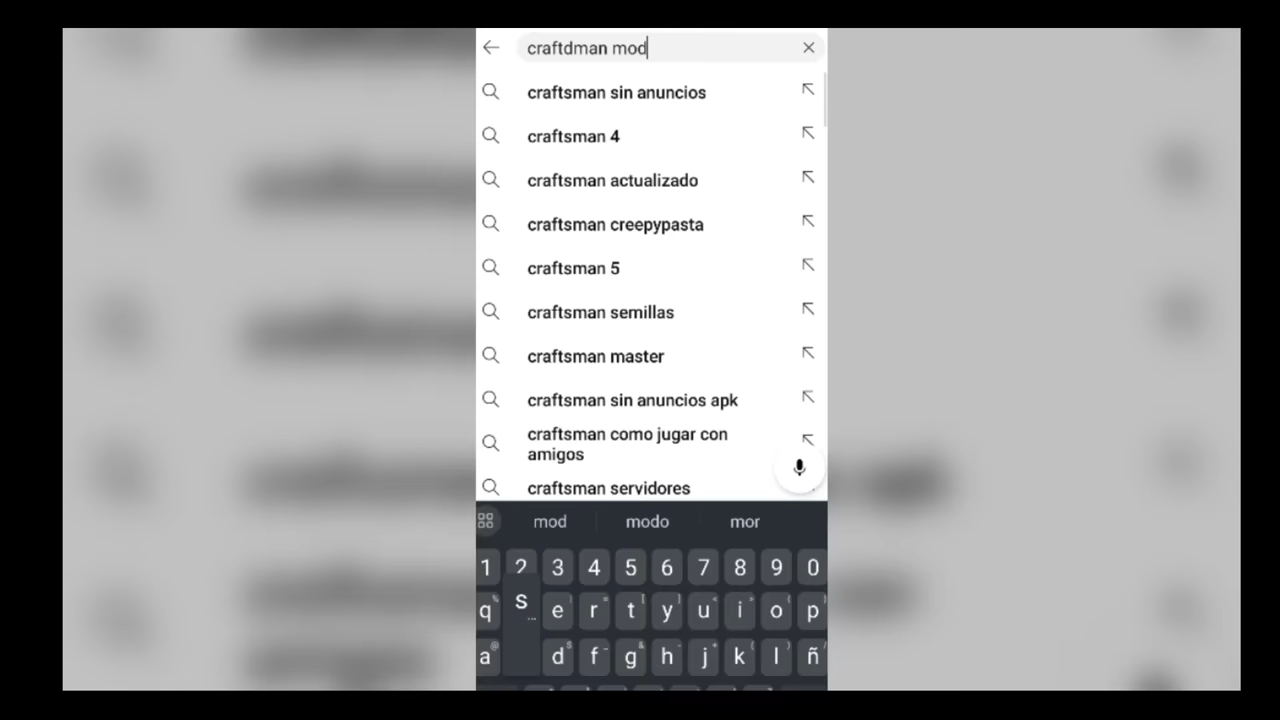 craftdman mod
craftsman sin anuncios
craftsman 4
craftsman actualizado
craftsman creepypasta
craftsman 5
craftsman semillas
craftsman master
craftsman sin anuncios apk
craftsman como jugar con
amigos
craftsman servidores
mod modo mor
1 2 3 4 5 6 7 8 9 0
q s e r t y u i o p
a d f g h j k l ñ